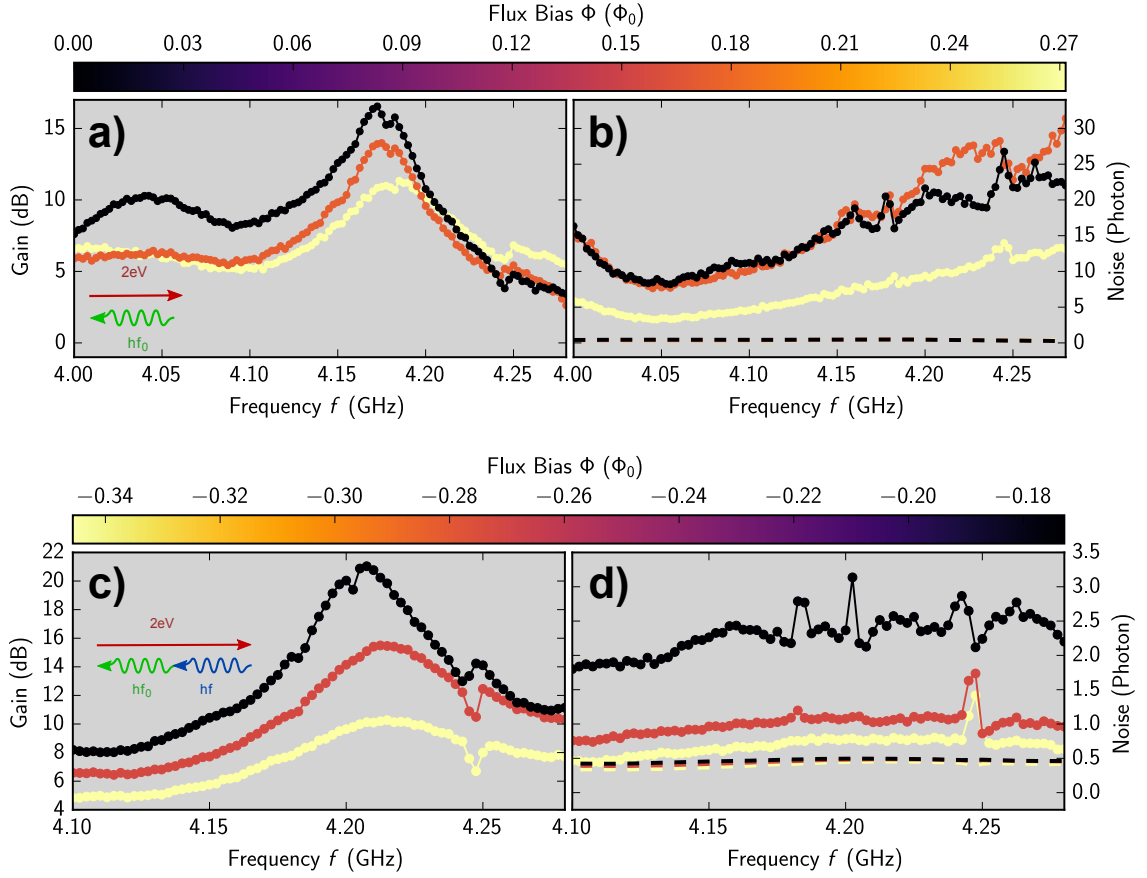 Flux Bias Φ (Φ₀)
0.00 0.03 0.06 0.09 0.12 0.15 0.18 0.21 0.24 0.27
a)
b)
15
10
5
0
Gain (dB)
2eV
hf₀
30
25
20
15
10
5
0
Noise (Photon)
4.00 4.05 4.10 4.15 4.20 4.25
4.00 4.05 4.10 4.15 4.20 4.25
Frequency f (GHz)
Frequency f (GHz)
Flux Bias Φ (Φ₀)
−0.34 −0.32 −0.30 −0.28 −0.26 −0.24 −0.22 −0.20 −0.18
c)
d)
22
20
18
16
14
12
10
8
6
4
Gain (dB)
2eV
hf₀ hf
3.5
3.0
2.5
2.0
1.5
1.0
0.5
0.0
Noise (Photon)
4.10 4.15 4.20 4.25
4.10 4.15 4.20 4.25
Frequency f (GHz)
Frequency f (GHz)